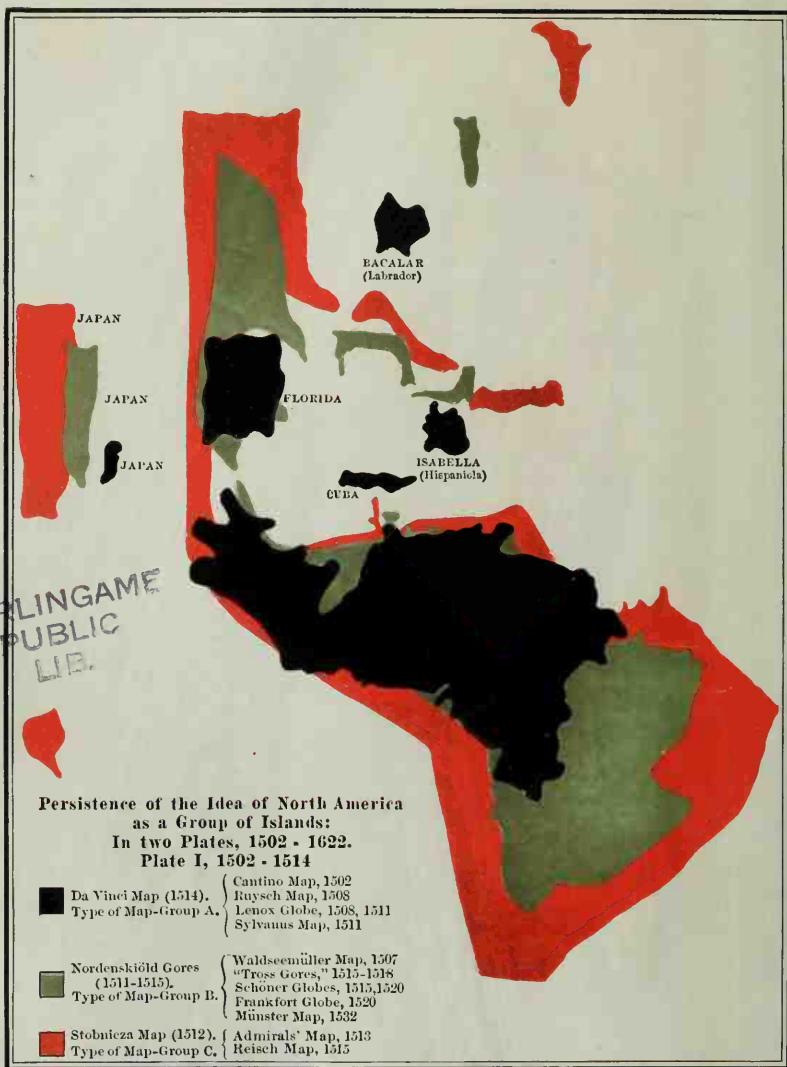 BACALAR
(Labrador)
JAPAN
JAPAN
FLORIDA
JAPAN
ISABELLA
(Hispaniola)
CUBA
RLINGAME
PUBLIC
LIB.
Persistence of the Idea of North America
as a Group of Islands:
In two Plates, 1502 - 1622.
Plate I, 1502 - 1514
Da Vinci Map (1514).
Type of Map-Group A.
Cantino Map, 1502
Ruysch Map, 1508
Lenox Globe, 1508, 1511
Sylvanus Map, 1511
Nordenskiöld Gores
(1511-1515).
Type of Map-Group B.
Waldseemüller Map, 1507
"Tross Gores," 1515-1518
Schöner Globes, 1515,1520
Frankfort Globe, 1520
Münster Map, 1532
Stobnicza Map (1512).
Type of Map-Group C.
Admirals' Map, 1513
Reisch Map, 1515